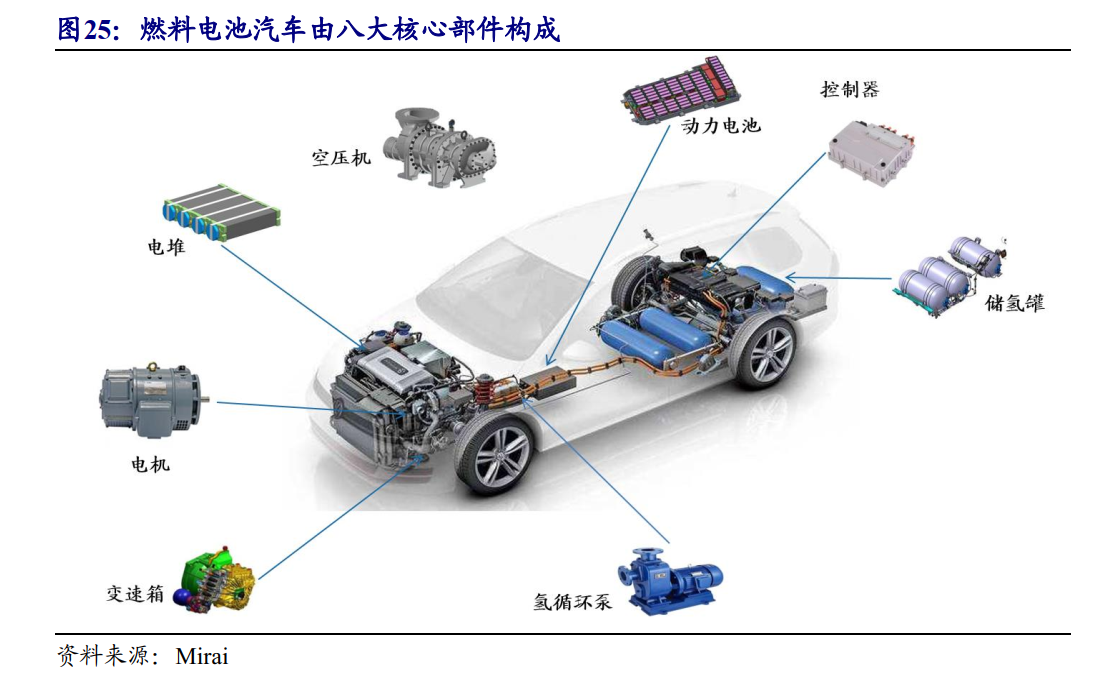 图25：燃料电池汽车由八大核心部件构成
控制器
动力电池
空压机
电堆
储氢罐
电机
变速箱
氢循环泵
资料来源：Mirai